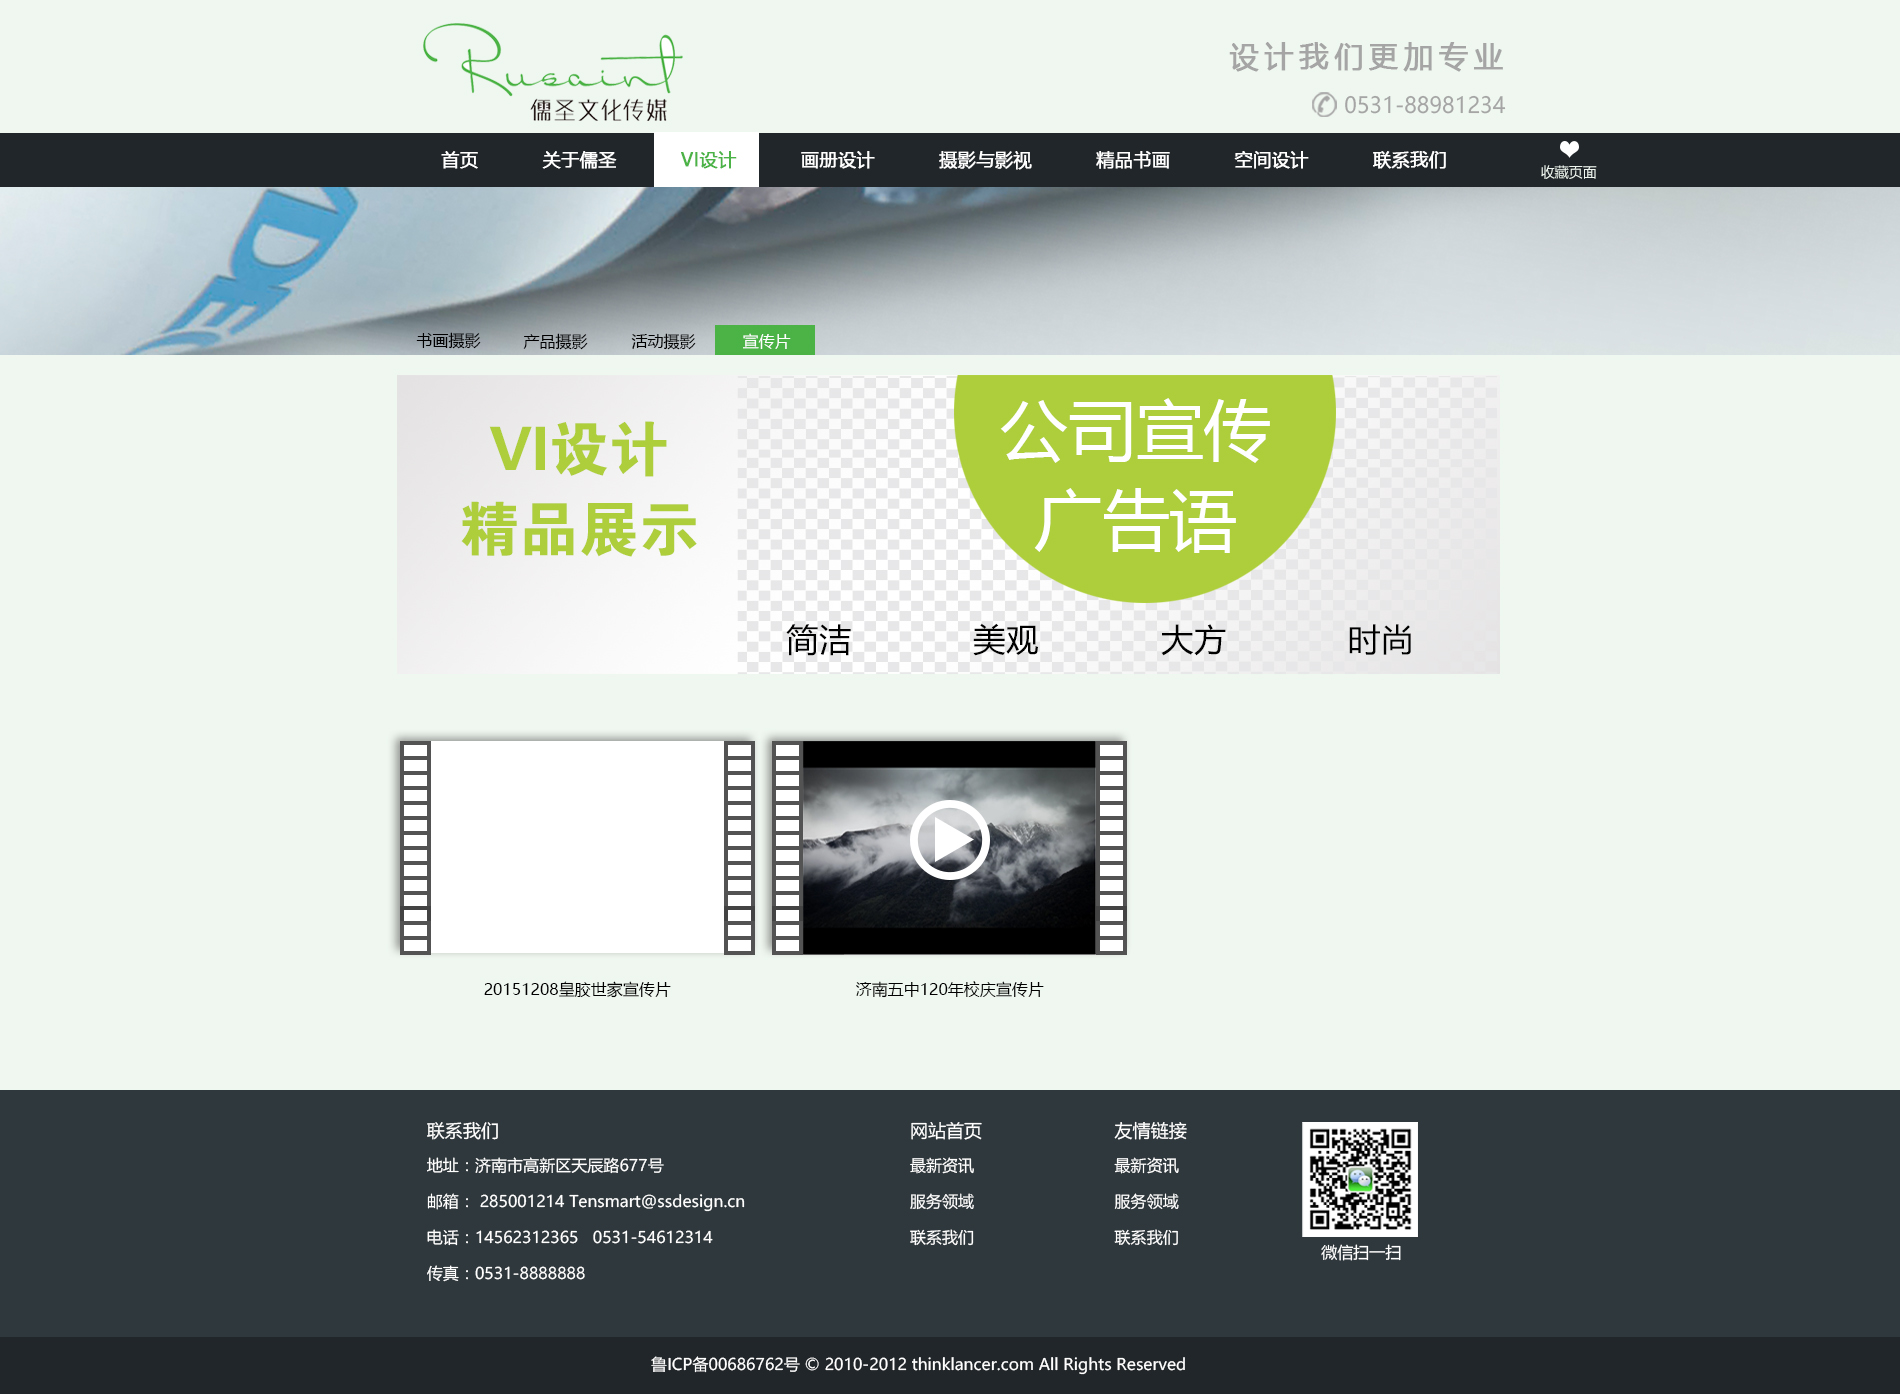 Rusaint
儒圣文化传媒
设计我们更加专业
0531-88981234
首页 关于儒圣 VI设计 画册设计 摄影与影视 精品书画 空间设计 联系我们 收藏页面
DE
书画摄影 产品摄影 活动摄影 宣传片
VI设计
精品展示
公司宣传
广告语
简洁 美观 大方 时尚
20151208皇胶世家宣传片
济南五中120年校庆宣传片
联系我们
地址：济南市高新区天辰路677号
邮箱： 285001214 Tensmart@ssdesign.cn
电话：14562312365 0531-54612314
传真：0531-8888888
网站首页
最新资讯
服务领域
联系我们
友情链接
最新资讯
服务领域
联系我们
微信扫一扫
鲁ICP备00686762号 © 2010-2012 thinklancer.com All Rights Reserved